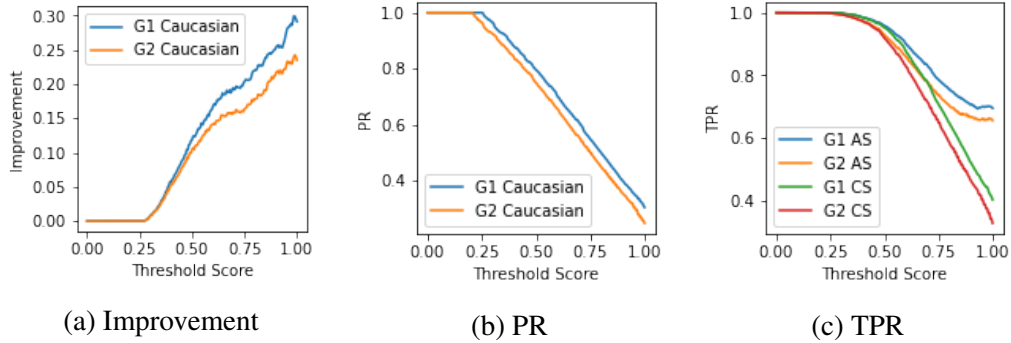 G1 Caucasian
G2 Caucasian
0.30
0.25
0.20
0.15
0.10
0.05
0.00
Improvement
0.00 0.25 0.50 0.75 1.00
Threshold Score
(a) Improvement
1.0
0.8
0.6
0.4
PR
G1 Caucasian
G2 Caucasian
0.00 0.25 0.50 0.75 1.00
Threshold Score
(b) PR
1.0
0.8
0.6
0.4
TPR
G1 AS
G2 AS
G1 CS
G2 CS
0.00 0.25 0.50 0.75 1.00
Threshold Score
(c) TPR